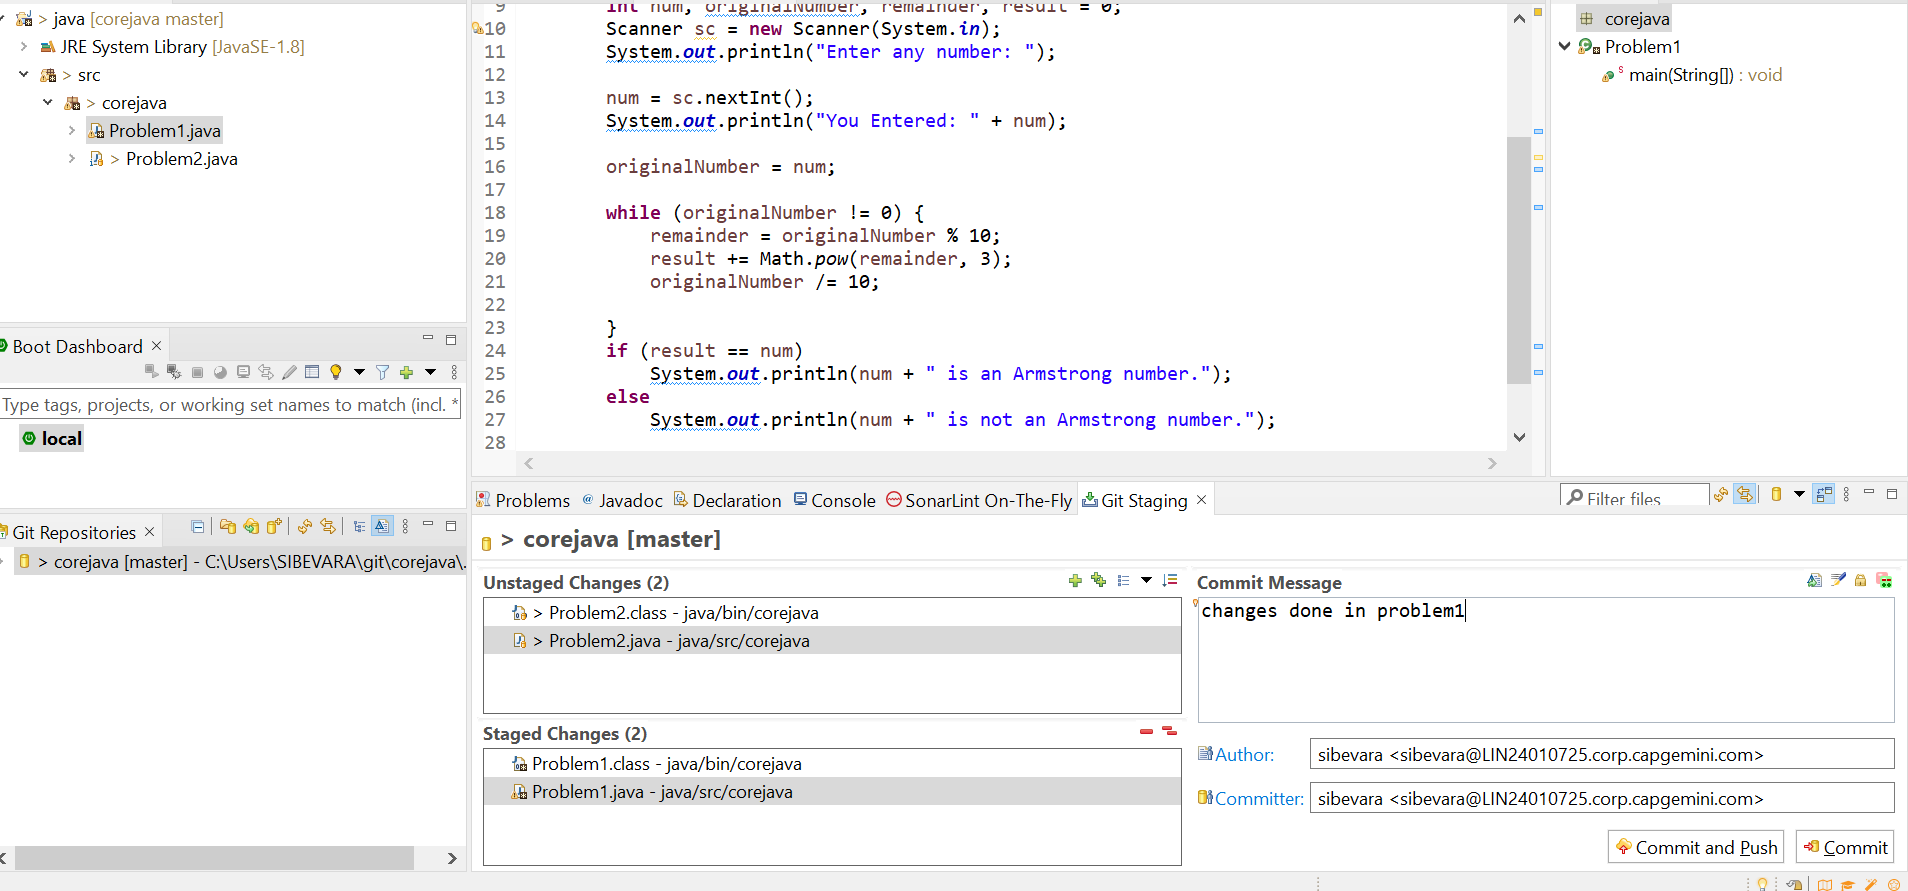 > java [corejava master]
JRE System Library [JavaSE-1.8]
> src
> corejava
Problem1.java
> Problem2.java
Boot Dashboard
Type tags, projects, or working set names to match (incl. *
local
Git Repositories
> corejava [master] - C:\Users\SIBEVARA\git\corejava\.
9 int num, originalNumber, remainder, result = 0;
10 Scanner sc = new Scanner(System.in);
11 System.out.println("Enter any number: ");
12
13 num = sc.nextInt();
14 System.out.println("You Entered: " + num);
15
16 originalNumber = num;
17
18 while (originalNumber != 0) {
19 remainder = originalNumber % 10;
20 result += Math.pow(remainder, 3);
21 originalNumber /= 10;
22
23 }
24 if (result == num)
25 System.out.println(num + " is an Armstrong number.");
26 else
27 System.out.println(num + " is not an Armstrong number.");
28
corejava
Problem1
main(String[]) : void
Problems @ Javadoc Declaration Console SonarLint On-The-Fly Git Staging
Filter files
> corejava [master]
Unstaged Changes (2)
> Problem2.class - java/bin/corejava
> Problem2.java - java/src/corejava
Staged Changes (2)
Problem1.class - java/bin/corejava
Problem1.java - java/src/corejava
Commit Message
changes done in problem1
Author: sibevara <sibevara@LIN24010725.corp.capgemini.com>
Committer: sibevara <sibevara@LIN24010725.corp.capgemini.com>
Commit and Push Commit